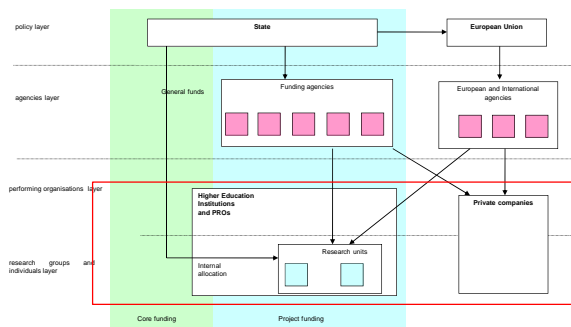 policy layer
State
European Union
agencies layer
General funds
Funding agencies
European and International
agencies
performing organisations layer
Higher Education
Institutions
and PROs
Private companies
research groups and
individuals layer
Internal
allocation
Research units
Core funding
Project funding